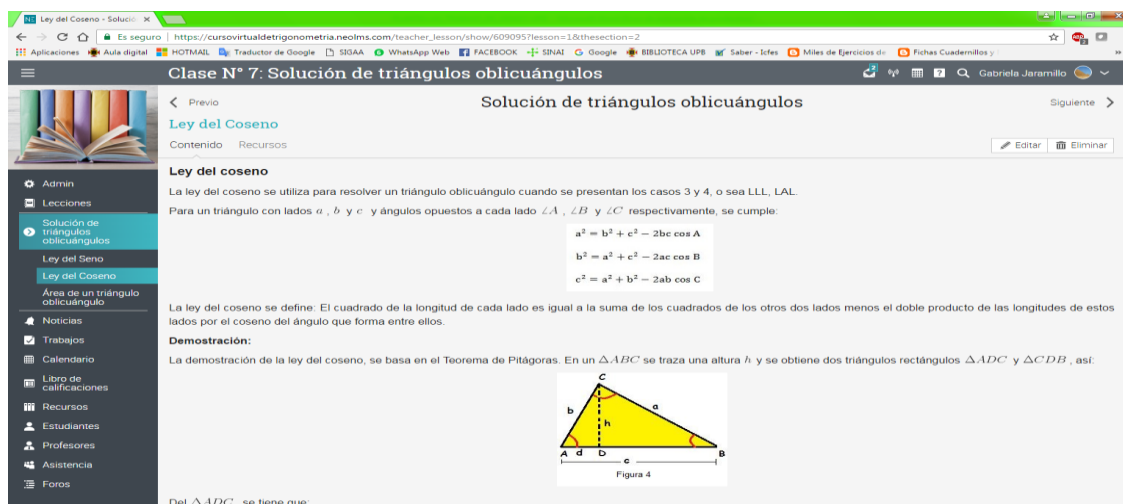 Ley del Coseno - Solució
Es seguro | https://cursovirtualdetrigonometria.neolms.com/teacher_lesson/show/609095?lesson=1&thesection=2
Aplicaciones Aula digital HOTMAIL Traductor de Google SIGAA WhatsApp Web FACEBOOK SINAI Google BIBLIOTECA UPB Saber - Icfes Miles de Ejercicios de Fichas Cuadernillos y
Clase N° 7: Solución de triángulos oblicuángulos
Gabriela Jaramillo
Previo
Solución de triángulos oblicuángulos
Siguiente
Ley del Coseno
Contenido Recursos
Editar Eliminar
Admin
Lecciones
Solución de
triángulos
oblicuángulos
Ley del Seno
Ley del Coseno
Área de un triángulo
oblicuángulo
Noticias
Trabajos
Calendario
Libro de
calificaciones
Recursos
Estudiantes
Profesores
Asistencia
Foros
Ley del coseno
La ley del coseno se utiliza para resolver un triángulo oblicuángulo cuando se presentan los casos 3 y 4, o sea LLL, LAL.
Para un triángulo con lados a , b y c y ángulos opuestos a cada lado ∠A , ∠B y ∠C respectivamente, se cumple:
a² = b² + c² − 2bc cos A
b² = a² + c² − 2ac cos B
c² = a² + b² − 2ab cos C
La ley del coseno se define: El cuadrado de la longitud de cada lado es igual a la suma de los cuadrados de los otros dos lados menos el doble producto de las longitudes de estos
lados por el coseno del ángulo que forma entre ellos.
Demostración:
La demostración de la ley del coseno, se basa en el Teorema de Pitágoras. En un △ABC se traza una altura h y se obtiene dos triángulos rectángulos △ADC y △CDB , así:
C
b a
h
A d D B
c
Figura 4
Del △ADC se tiene que: